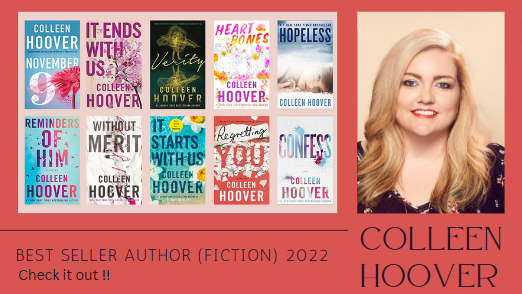 COLLEEN
HOOVER
NOVEMBER
9
IT ENDS
WITH
US
COLLEEN
HOOVER
Verity
COLLEEN
HOOVER
HEART
BONES
COLLEEN
HOOVER
HOPELESS
COLLEEN HOOVER
REMINDERS
OF
HIM
COLLEEN
HOOVER
WITHOUT
MERIT
COLLEEN
HOOVER
IT
STARTS
WITH US
COLLEEN
HOOVER
Regretting
YOU
COLLEEN
HOOVER
CONFESS
COLLEEN
HOOVER
BEST SELLER AUTHOR (FICTION) 2022
Check it out !!
COLLEEN
HOOVER